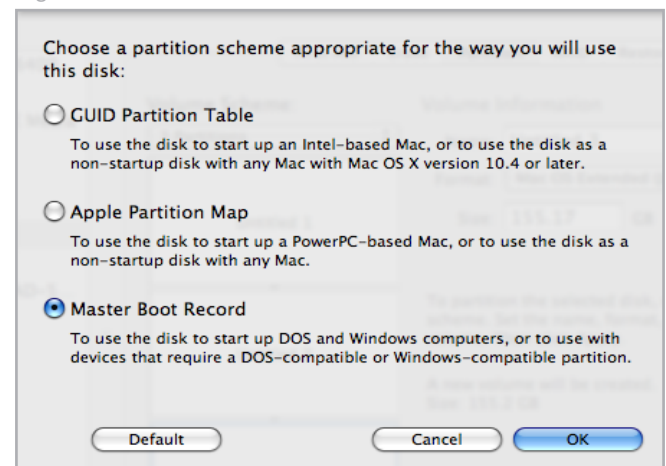 Choose a partition scheme appropriate for the way you will use
this disk:
GUID Partition Table
To use the disk to start up an Intel-based Mac, or to use the disk as a
non-startup disk with any Mac with Mac OS X version 10.4 or later.
Apple Partition Map
To use the disk to start up a PowerPC-based Mac, or to use the disk as a
non-startup disk with any Mac.
Master Boot Record
To use the disk to start up DOS and Windows computers, or to use with
devices that require a DOS-compatible or Windows-compatible partition.
Default
Cancel
OK